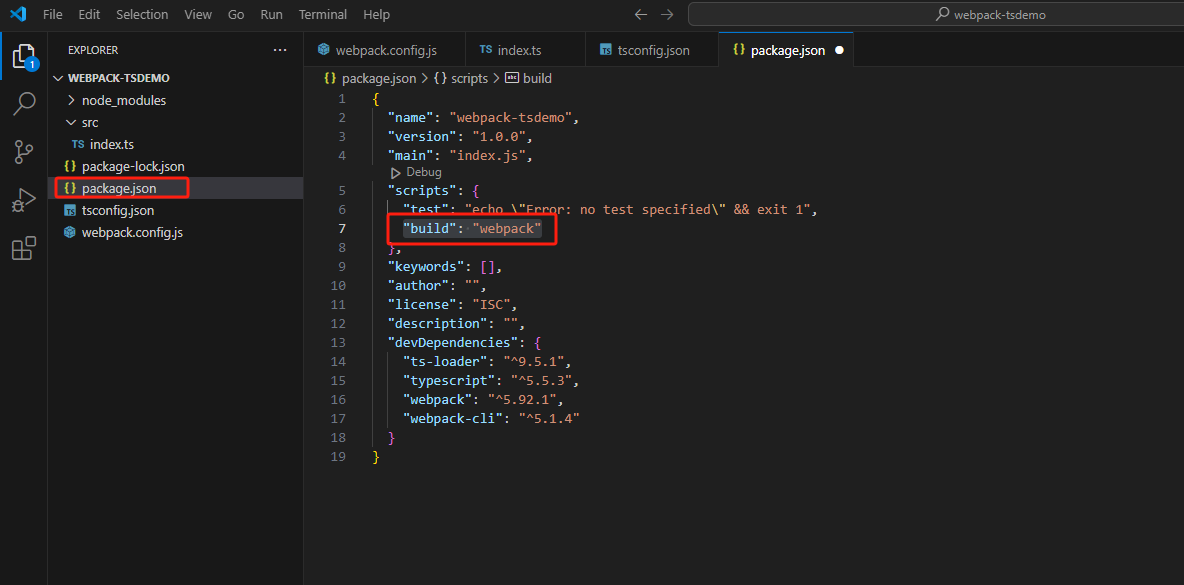 File Edit Selection View Go Run Terminal Help
webpack-tsdemo
1
EXPLORER ...
WEBPACK-TSDEMO
node_modules
src
TS index.ts
{} package-lock.json
{} package.json
TS tsconfig.json
webpack.config.js
webpack.config.js
TS index.ts
TS tsconfig.json
{} package.json
{} package.json > {} scripts > abc build
1 {
2 "name": "webpack-tsdemo",
3 "version": "1.0.0",
4 "main": "index.js",
Debug
5 "scripts": {
6 "test": "echo \"Error: no test specified\" && exit 1",
7 "build": "webpack"
8 },
9 "keywords": [],
10 "author": "",
11 "license": "ISC",
12 "description": "",
13 "devDependencies": {
14 "ts-loader": "^9.5.1",
15 "typescript": "^5.5.3",
16 "webpack": "^5.92.1",
17 "webpack-cli": "^5.1.4"
18 }
19 }